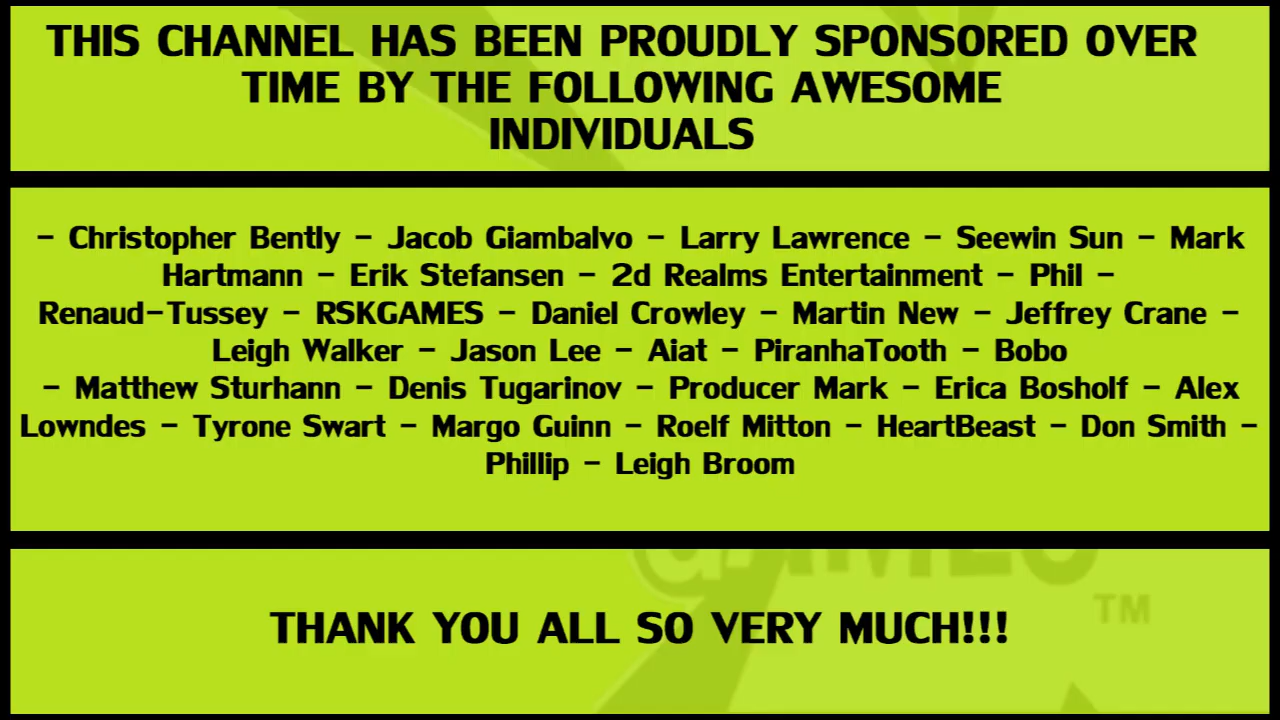 THIS CHANNEL HAS BEEN PROUDLY SPONSORED OVER
TIME BY THE FOLLOWING AWESOME
INDIVIDUALS
- Christopher Bently - Jacob Giambalvo - Larry Lawrence - Seewin Sun - Mark
Hartmann - Erik Stefansen - 2d Realms Entertainment - Phil -
Renaud-Tussey - RSKGAMES - Daniel Crowley - Martin New - Jeffrey Crane -
Leigh Walker - Jason Lee - Aiat - PiranhaTooth - Bobo
- Matthew Sturhann - Denis Tugarinov - Producer Mark - Erica Bosholf - Alex
Lowndes - Tyrone Swart - Margo Guinn - Roelf Mitton - HeartBeast - Don Smith -
Phillip - Leigh Broom
GAMES
TM
THANK YOU ALL SO VERY MUCH!!!